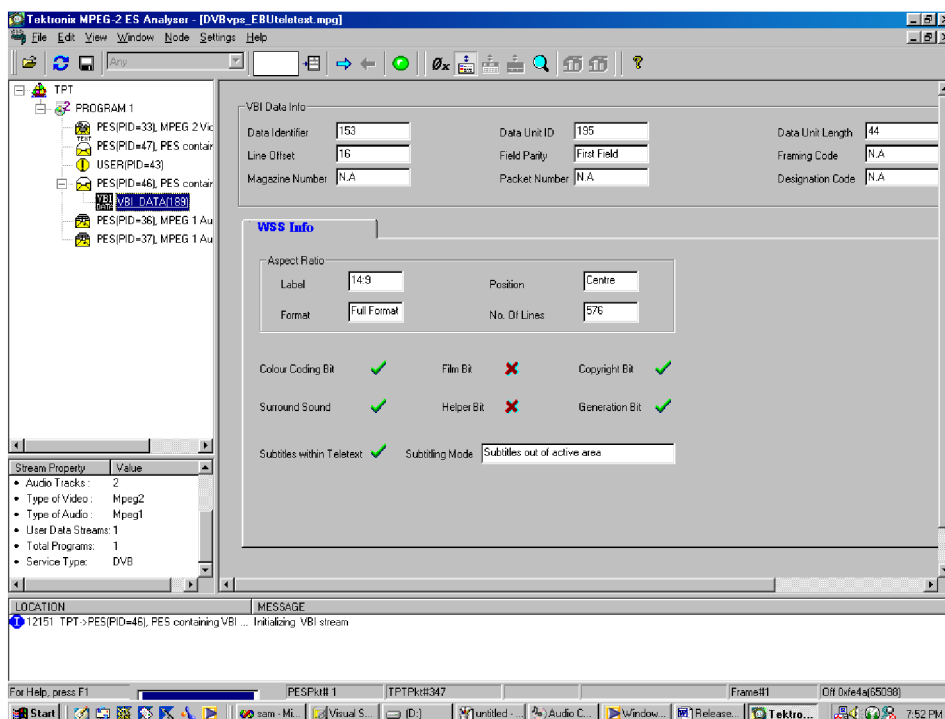 Tektronix MPEG-2 ES Analyser - [DVBvps_EBUteletext.mpg]
File Edit View Window Node Settings Help
Any
TPT
PROGRAM 1
PES(PID=33), MPEG 2 Vic
TEXT
PES(PID=47), PES contair
USER(PID=43)
PES(PID=46), PES contair
VBI DATA
VBI_DATA(189)
PES(PID=36), MPEG 1 Au
PES(PID=37), MPEG 1 Au
VBI Data Info
Data Identifier 153 Data Unit ID 195 Data Unit Length 44
Line Offset 16 Field Parity First Field Framing Code N.A
Magazine Number N.A Packet Number N.A Designation Code N.A
WSS Info
Aspect Ratio
Label 14:9 Position Centre
Format Full Format No. Of Lines 576
Colour Coding Bit Film Bit Copyright Bit
Surround Sound Helper Bit Generation Bit
Subtitles within Teletext Subtitling Mode Subtitles out of active area
Stream Property Value
Audio Tracks : 2
Type of Video : Mpeg2
Type of Audio : Mpeg1
User Data Streams: 1
Total Programs: 1
Service Type: DVB
LOCATION MESSAGE
12151 TPT->PES(PID=46), PES containing VBI ... Initializing VBI stream
For Help, press F1 PESPkt# 1 TPTPkt#347 Frame#1 Off 0xfe4a(65098)
Start sam - Mi... Visual S... (D:) untitled - ... Audio C... Window... Release... Tektro... 7:52 PM